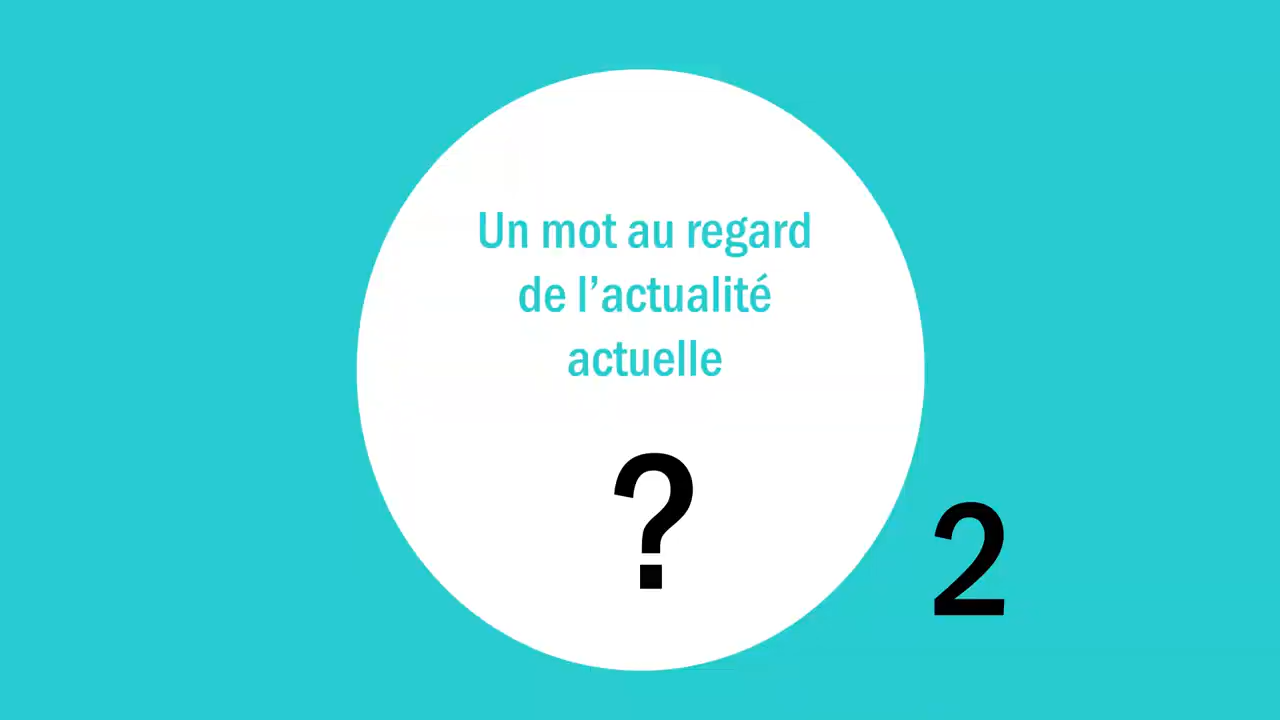 Un mot au regard
de l’actualité
actuelle
?
2